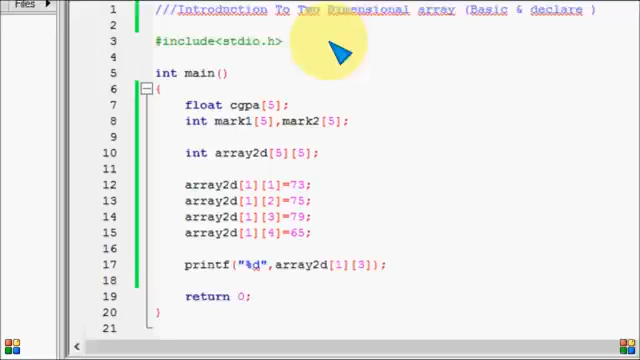 Files
1 ///Introduction To Two Dimensional array (Basic & declare )
2
3 #include<stdio.h>
4
5 int main()
6 {
7 float cgpa[5];
8 int mark1[5],mark2[5];
9
10 int array2d[5][5];
11
12 array2d[1][1]=73;
13 array2d[1][2]=75;
14 array2d[1][3]=79;
15 array2d[1][4]=65;
16
17 printf("%d",array2d[1][3]);
18
19 return 0;
20 }
21